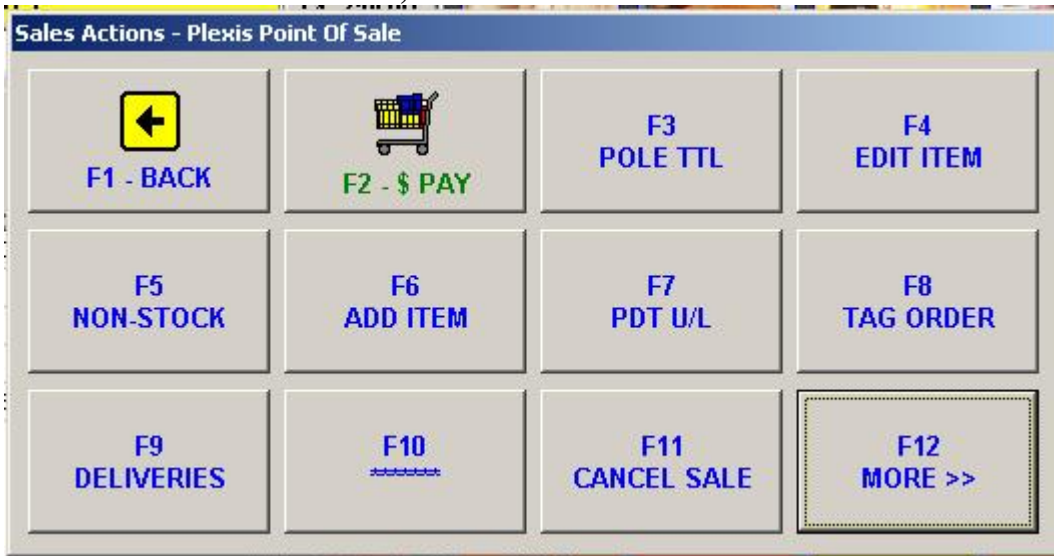 Sales Actions - Plexis Point Of Sale
F1 - BACK
F2 - $ PAY
F3
POLE TTL
F4
EDIT ITEM
F5
NON-STOCK
F6
ADD ITEM
F7
PDT U/L
F8
TAG ORDER
F9
DELIVERIES
F10
F11
CANCEL SALE
F12
MORE >>